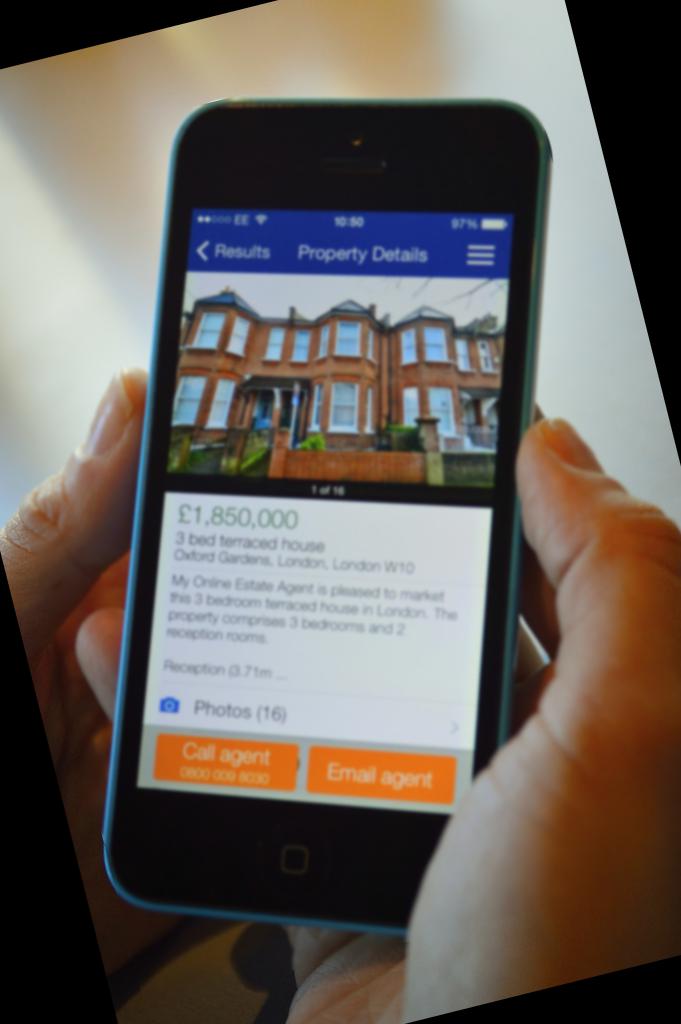 EE 10:50 97%
Results Property Details
1 of 16
£1,850,000
3 bed terraced house
Oxford Gardens, London, London W10
My Online Estate Agent is pleased to market
this 3 bedroom terraced house in London. The
property comprises 3 bedrooms and 2
reception rooms.
Reception (3.71m ...
Photos (16)
Call agent
0800 009 8030
Email agent